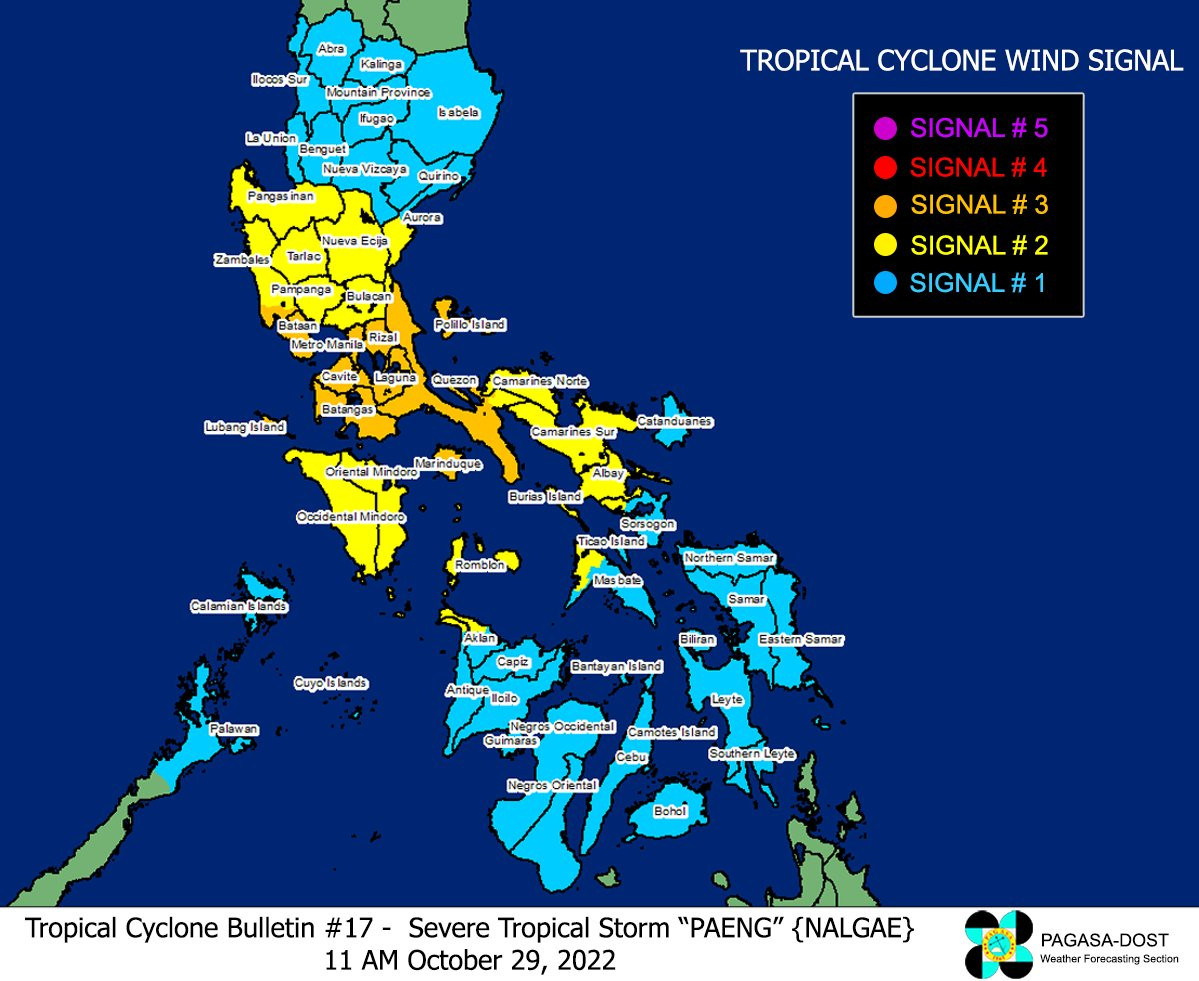 TROPICAL CYCLONE WIND SIGNAL
SIGNAL # 5
SIGNAL # 4
SIGNAL # 3
SIGNAL # 2
SIGNAL # 1
Abra
Kalinga
Ilocos Sur
Mountain Province
Isabela
Ifugao
La Union
Benguet
Nueva Vizcaya
Quirino
Pangasinan
Aurora
Nueva Ecija
Zambales
Tarlac
Pampanga
Bulacan
Bataan
Polillo Island
Rizal
Metro Manila
Cavite
Laguna
Quezon
Camarines Norte
Batangas
Catanduanes
Lubang Island
Camarines Sur
Marinduque
Oriental Mindoro
Albay
Burias Island
Occidental Mindoro
Sorsogon
Ticao Island
Northern Samar
Romblon
Masbate
Samar
Calamian Islands
Aklan
Biliran
Eastern Samar
Capiz
Bantayan Island
Cuyo Islands
Antique
Iloilo
Leyte
Palawan
Negros Occidental
Camotes Island
Guimaras
Cebu
Southern Leyte
Negros Oriental
Bohol
Tropical Cyclone Bulletin #17 - Severe Tropical Storm “PAENG” {NALGAE}
11 AM October 29, 2022
PAGASA-DOST
Weather Forecasting Section